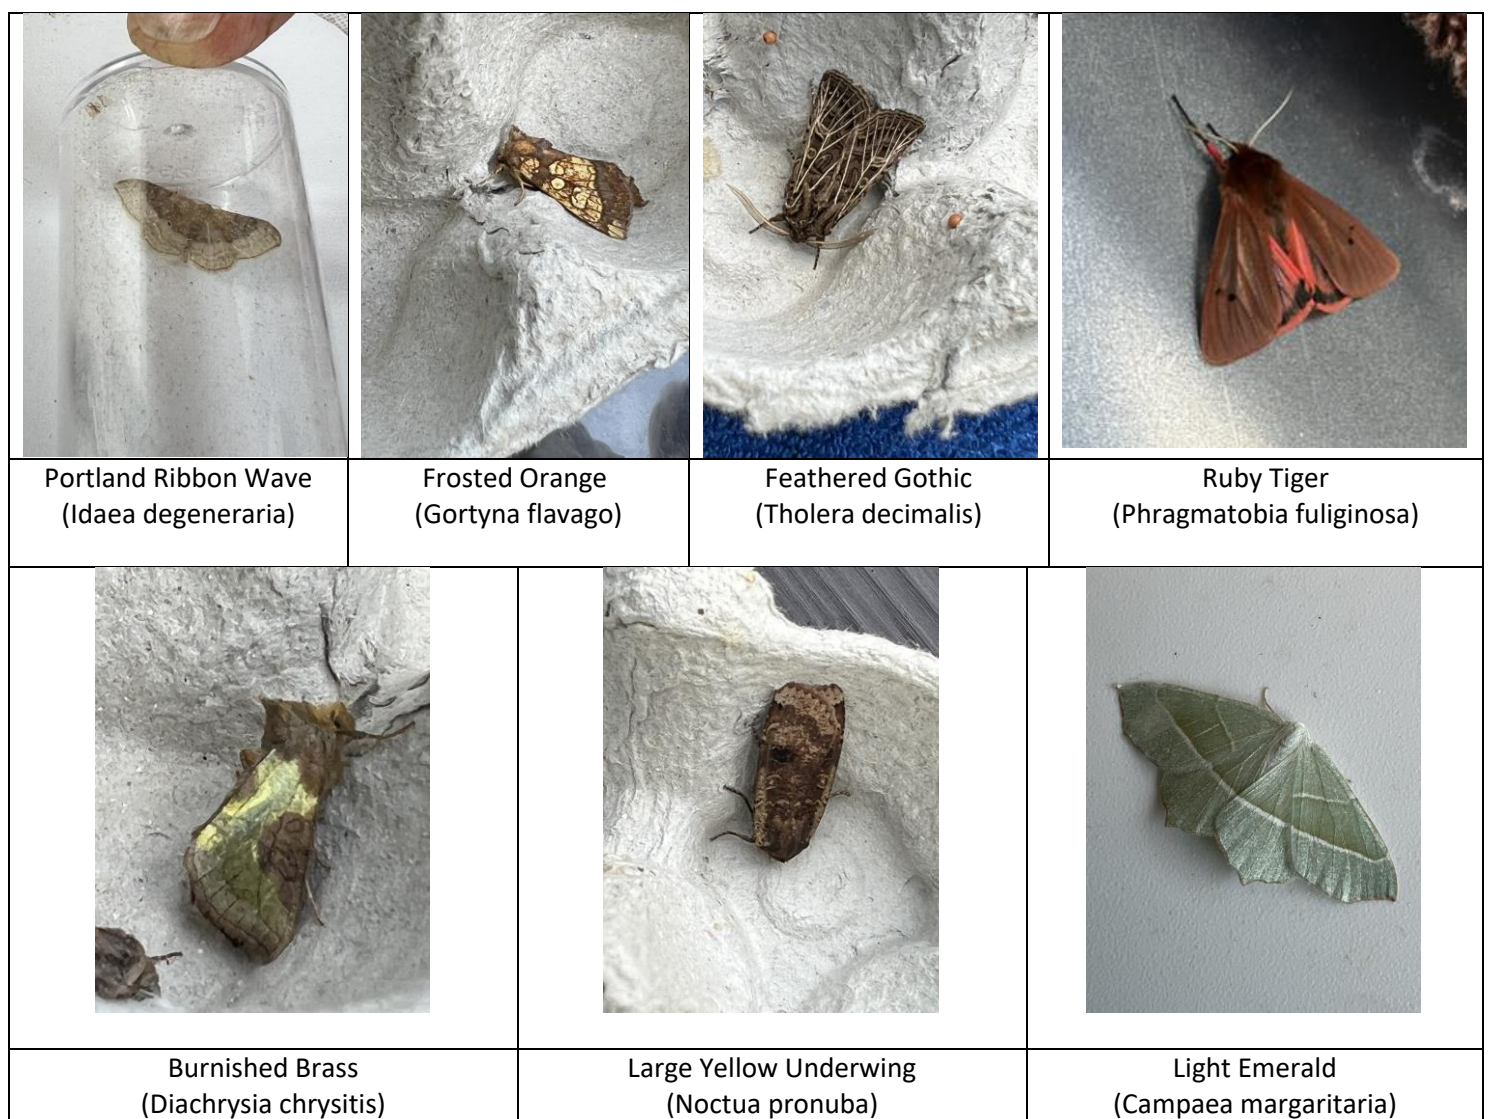 Portland Ribbon Wave
(Idaea degeneraria)
Frosted Orange
(Gortyna flavago)
Feathered Gothic
(Tholera decimalis)
Ruby Tiger
(Phragmatobia fuliginosa)
Burnished Brass
(Diachrysia chrysitis)
Large Yellow Underwing
(Noctua pronuba)
Light Emerald
(Campaea margaritaria)